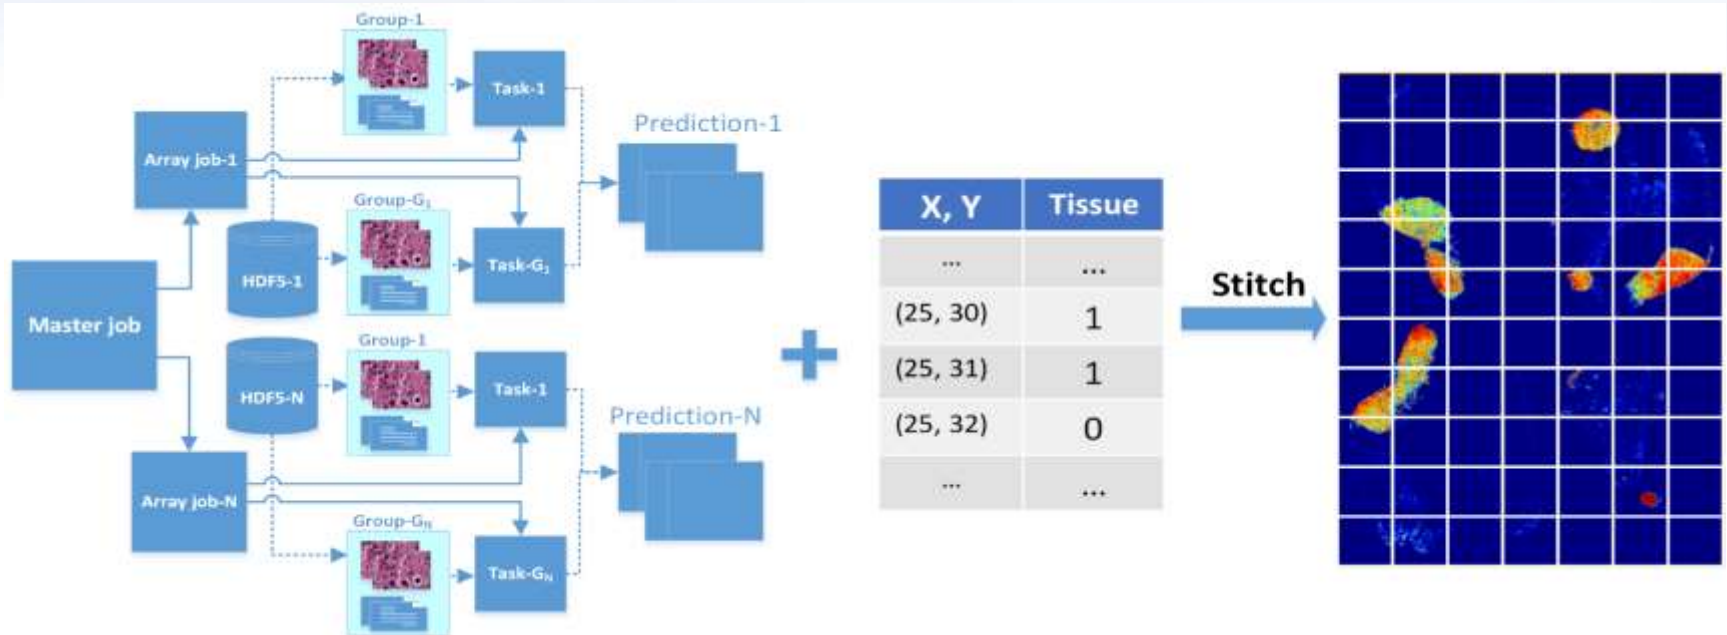 Group-1
Task-1
Array job-1
Prediction-1
Group-G₁
HDF5-1
Task-G₁
Master job
Group-1
HDF5-N
Task-1
Prediction-N
Array job-N
Group-Gₙ
Task-Gₙ
X, Y Tissue
... ...
(25, 30) 1
(25, 31) 1
(25, 32) 0
... ...
Stitch